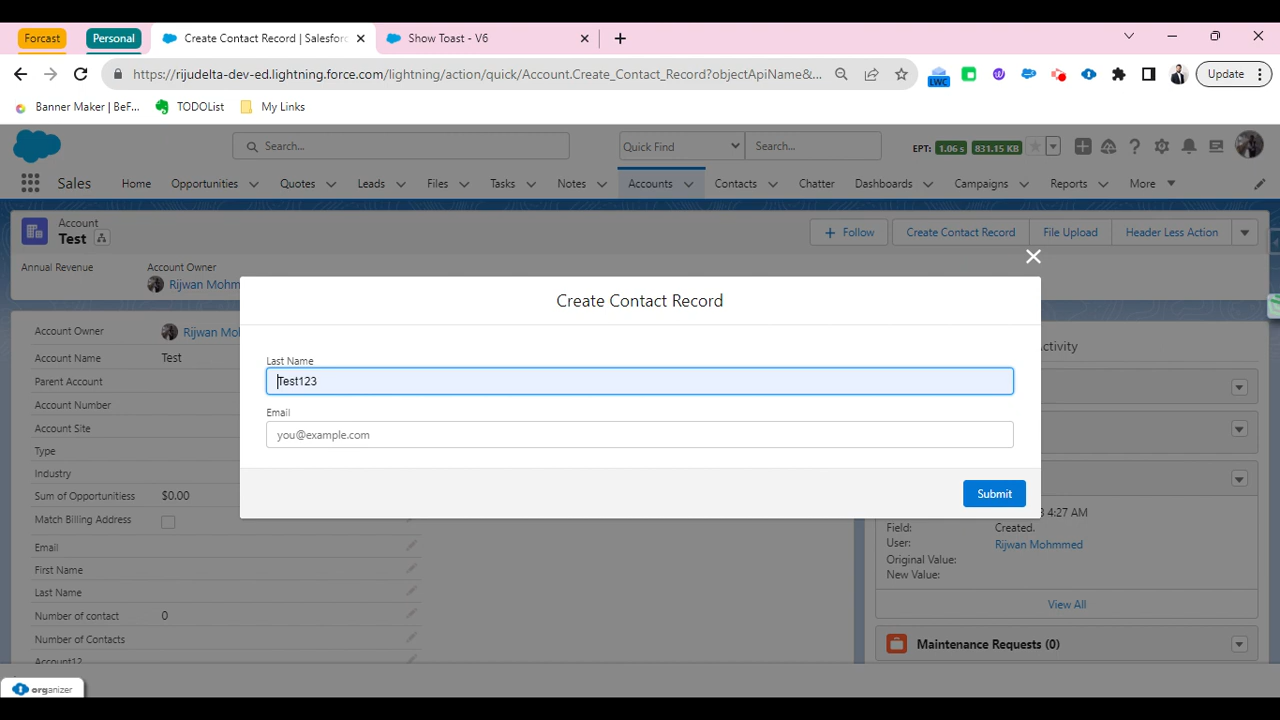 Forcast
Personal
Create Contact Record | Salesforc
Show Toast - V6
https://rijudelta-dev-ed.lightning.force.com/lightning/action/quick/Account.Create_Contact_Record?objectApiName&...
LWC
Update
Banner Maker | BeF...
TODOList
My Links
Search...
Quick Find
Search...
EPT: 1.06 s 831.15 KB
Sales
Home
Opportunities
Quotes
Leads
Files
Tasks
Notes
Accounts
Contacts
Chatter
Dashboards
Campaigns
Reports
More
Account
Test
Follow
Create Contact Record
File Upload
Header Less Action
Annual Revenue
Account Owner
Rijwan Mohm
Create Contact Record
Last Name
Test123
Email
you@example.com
Submit
Account Owner
Rijwan Mo
Account Name
Test
Parent Account
Account Number
Account Site
Type
Industry
Sum of Opportunitiess
$0.00
Match Billing Address
Email
First Name
Last Name
Number of contact
0
Number of Contacts
Account12
ctivity
4:27 AM
Field:
Created.
User:
Rijwan Mohmmed
Original Value:
New Value:
View All
Maintenance Requests (0)
organizer